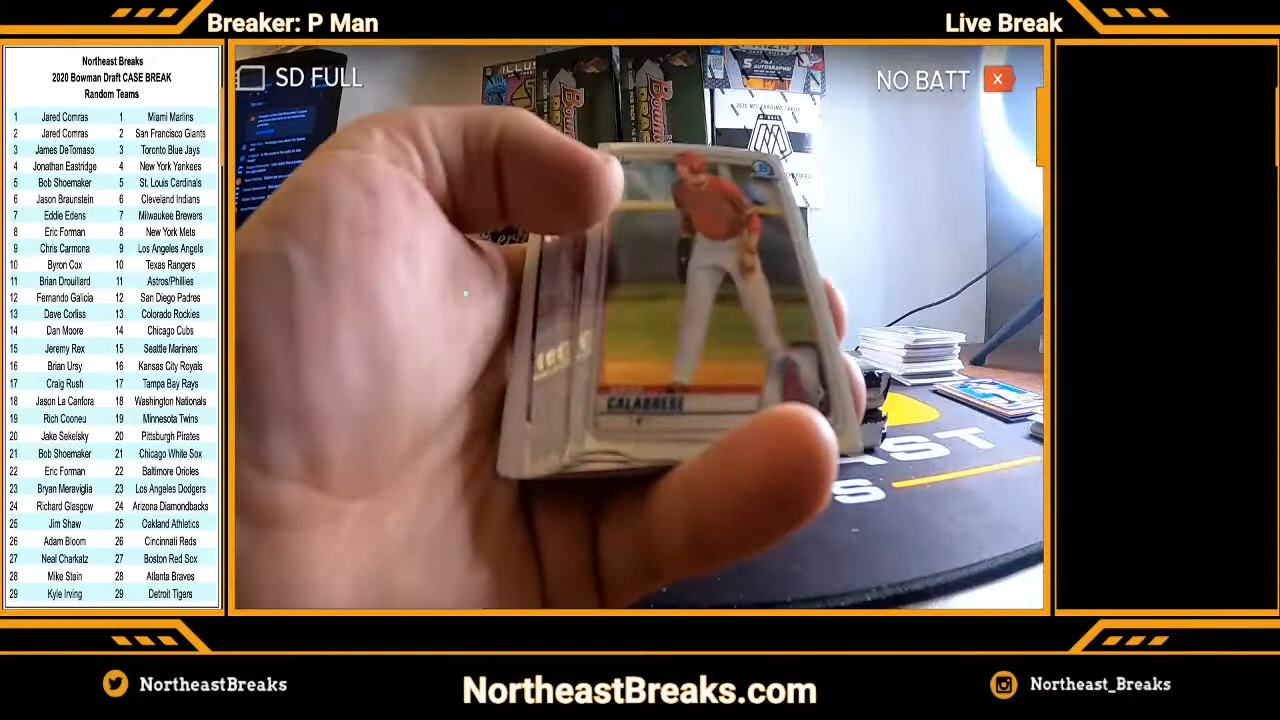 Breaker: P Man
Live Break
Northeast Breaks
2020 Bowman Draft CASE BREAK
Random Teams
1 Jared Comras 1 Miami Marlins
2 Jared Comras 2 San Francisco Giants
3 James DeTomaso 3 Toronto Blue Jays
4 Jonathan Eastridge 4 New York Yankees
5 Bob Shoemaker 5 St. Louis Cardinals
6 Jason Braunstein 6 Cleveland Indians
7 Eddie Edens 7 Milwaukee Brewers
8 Eric Forman 8 New York Mets
9 Chris Carmona 9 Los Angeles Angels
10 Byron Cox 10 Texas Rangers
11 Brian Drouillard 11 Astros/Phillies
12 Fernando Galicia 12 San Diego Padres
13 Dave Corliss 13 Colorado Rockies
14 Dan Moore 14 Chicago Cubs
15 Jeremy Rex 15 Seattle Mariners
16 Brian Ursy 16 Kansas City Royals
17 Craig Rush 17 Tampa Bay Rays
18 Jason La Canfora 18 Washington Nationals
19 Rich Cooneu 19 Minnesota Twins
20 Jake Sekelsky 20 Pittsburgh Pirates
21 Bob Shoemaker 21 Chicago White Sox
22 Eric Forman 22 Baltimore Orioles
23 Bryan Meraviglia 23 Los Angeles Dodgers
24 Richard Glasgow 24 Arizona Diamondbacks
25 Jim Shaw 25 Oakland Athletics
26 Adam Bloom 26 Cincinnati Reds
27 Neal Charkatz 27 Boston Red Sox
28 Mike Stain 28 Atlanta Braves
29 Kyle Irving 29 Detroit Tigers
SD FULL
NO BATT
CALABRESE
NortheastBreaks
NortheastBreaks.com
Northeast_Breaks